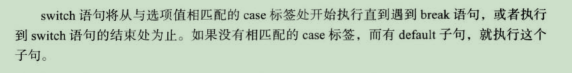 switch 语句将从与选项值相匹配的 case 标签处开始执行直到遇到 break 语句，或者执行
到 switch 语句的结束处为止。如果没有相匹配的 case 标签，而有 default 子句，就执行这个
子句。